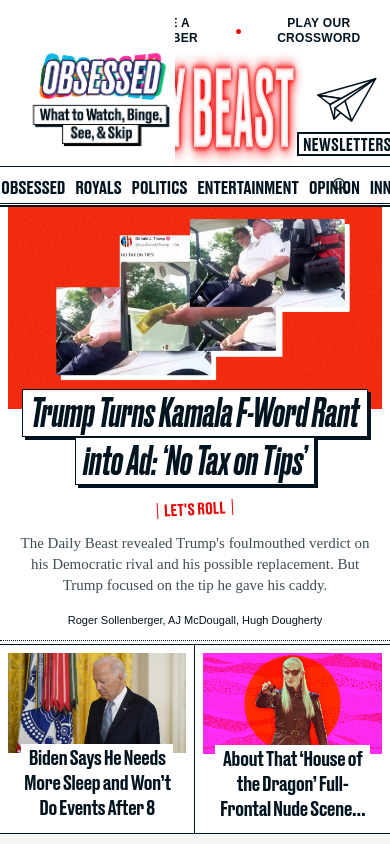 E A
BER
PLAY OUR
CROSSWORD
OBSESSED
What to Watch, Binge,
See, & Skip
Y BEAST
NEWSLETTERS
OBSESSED ROYALS POLITICS ENTERTAINMENT OPINION INN
Donald J. Trump
NO TAX ON TIPS!
Trump Turns Kamala F-Word Rant
into Ad: ‘No Tax on Tips’
LET'S ROLL
The Daily Beast revealed Trump's foulmouthed verdict on
his Democratic rival and his possible replacement. But
Trump focused on the tip he gave his caddy.
Roger Sollenberger, AJ McDougall, Hugh Dougherty
Biden Says He Needs
More Sleep and Won’t
Do Events After 8
About That ‘House of
the Dragon’ Full-
Frontal Nude Scene...